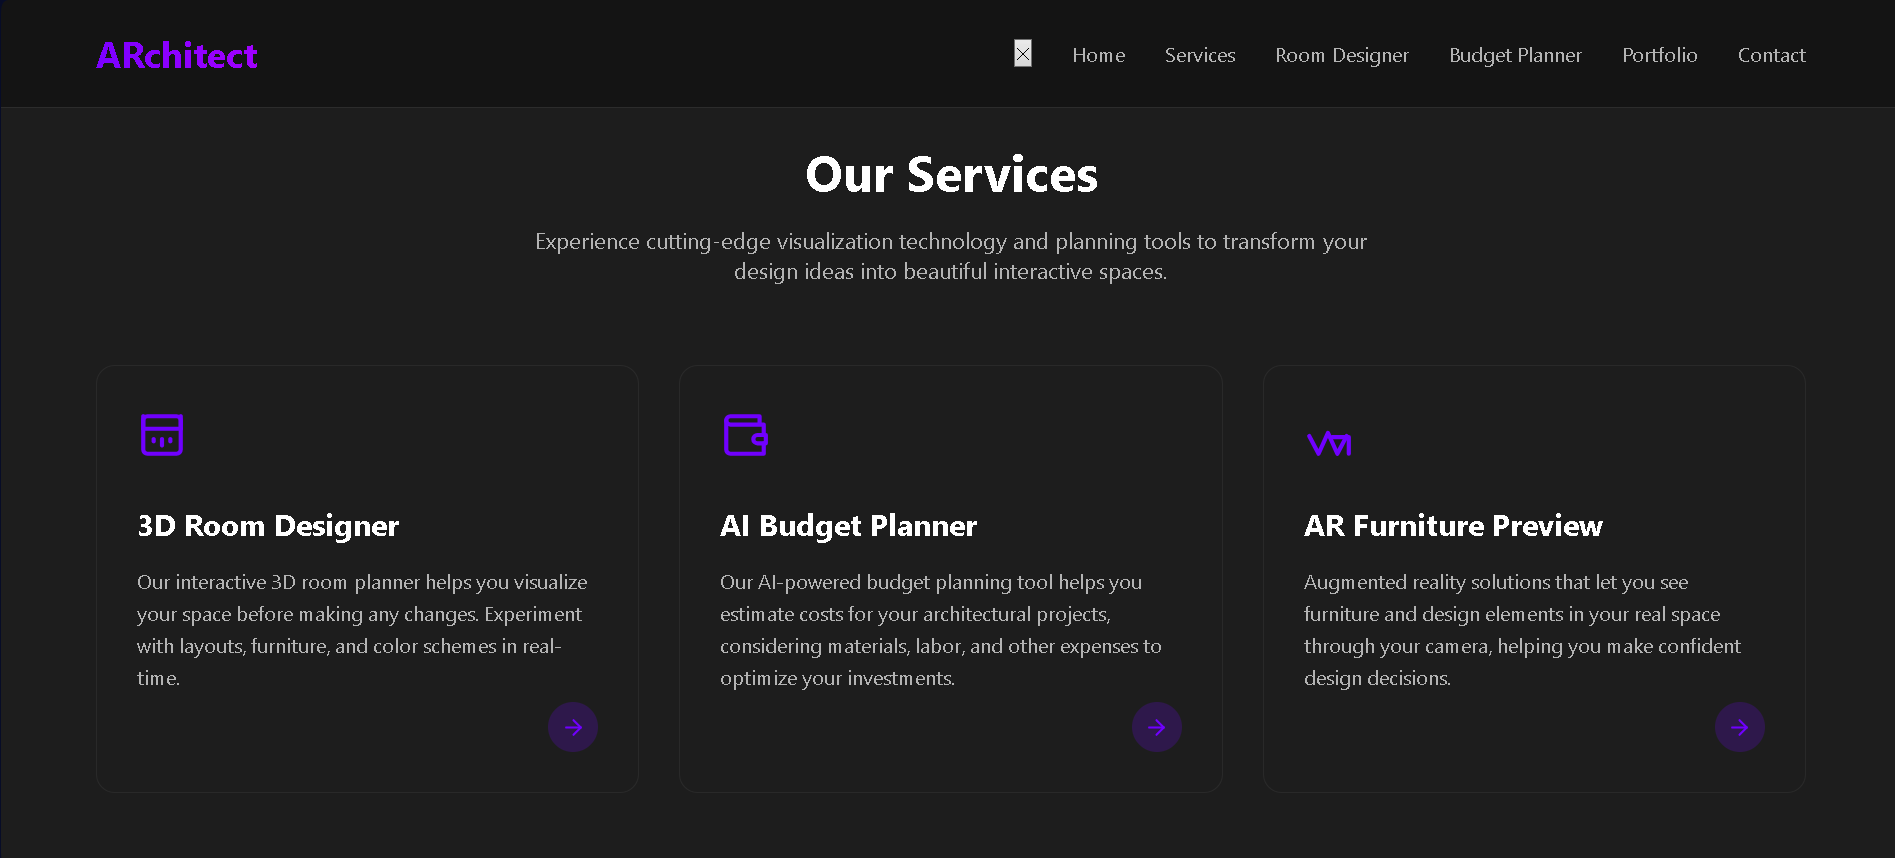 ARchitect
Home Services Room Designer Budget Planner Portfolio Contact
Our Services
Experience cutting-edge visualization technology and planning tools to transform your
design ideas into beautiful interactive spaces.
3D Room Designer
Our interactive 3D room planner helps you visualize
your space before making any changes. Experiment
with layouts, furniture, and color schemes in real-
time.
AI Budget Planner
Our AI-powered budget planning tool helps you
estimate costs for your architectural projects,
considering materials, labor, and other expenses to
optimize your investments.
AR Furniture Preview
Augmented reality solutions that let you see
furniture and design elements in your real space
through your camera, helping you make confident
design decisions.